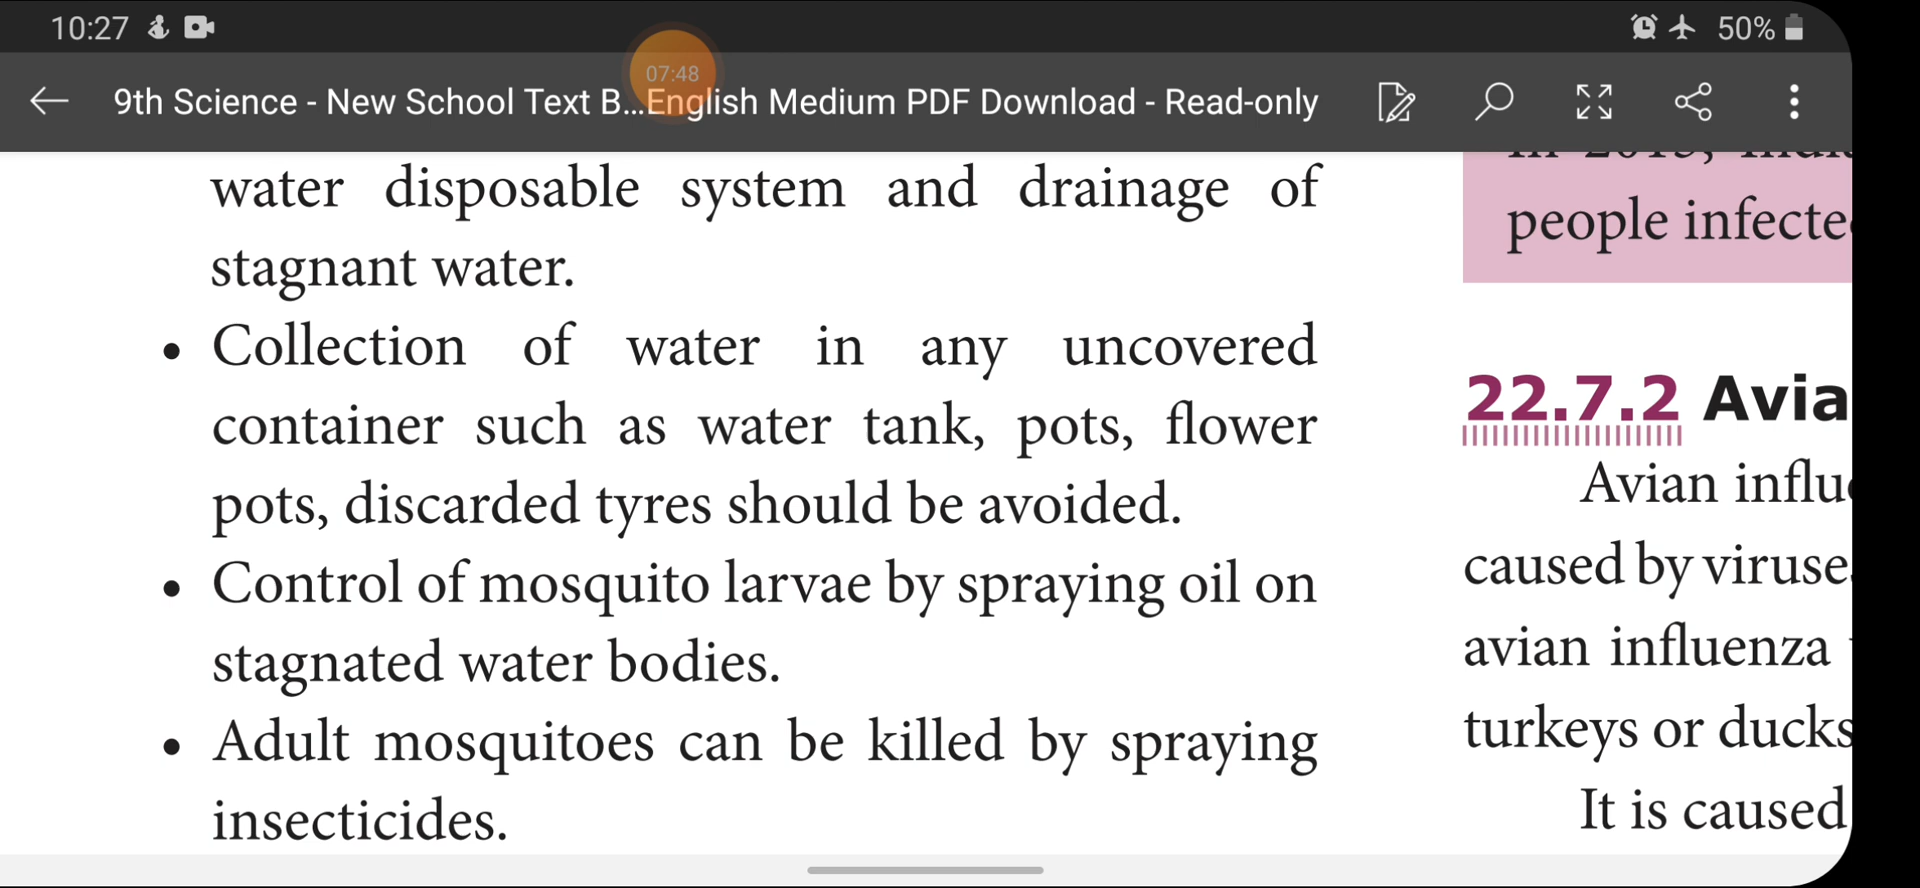 10:27
50%
07:48
9th Science - New School Text B...English Medium PDF Download - Read-only
water disposable system and drainage of
stagnant water.
• Collection of water in any uncovered
container such as water tank, pots, flower
pots, discarded tyres should be avoided.
• Control of mosquito larvae by spraying oil on
stagnated water bodies.
• Adult mosquitoes can be killed by spraying
insecticides.
people infecte
22.7.2 Avia
Avian influ
caused by viruse
avian influenza
turkeys or ducks
It is caused